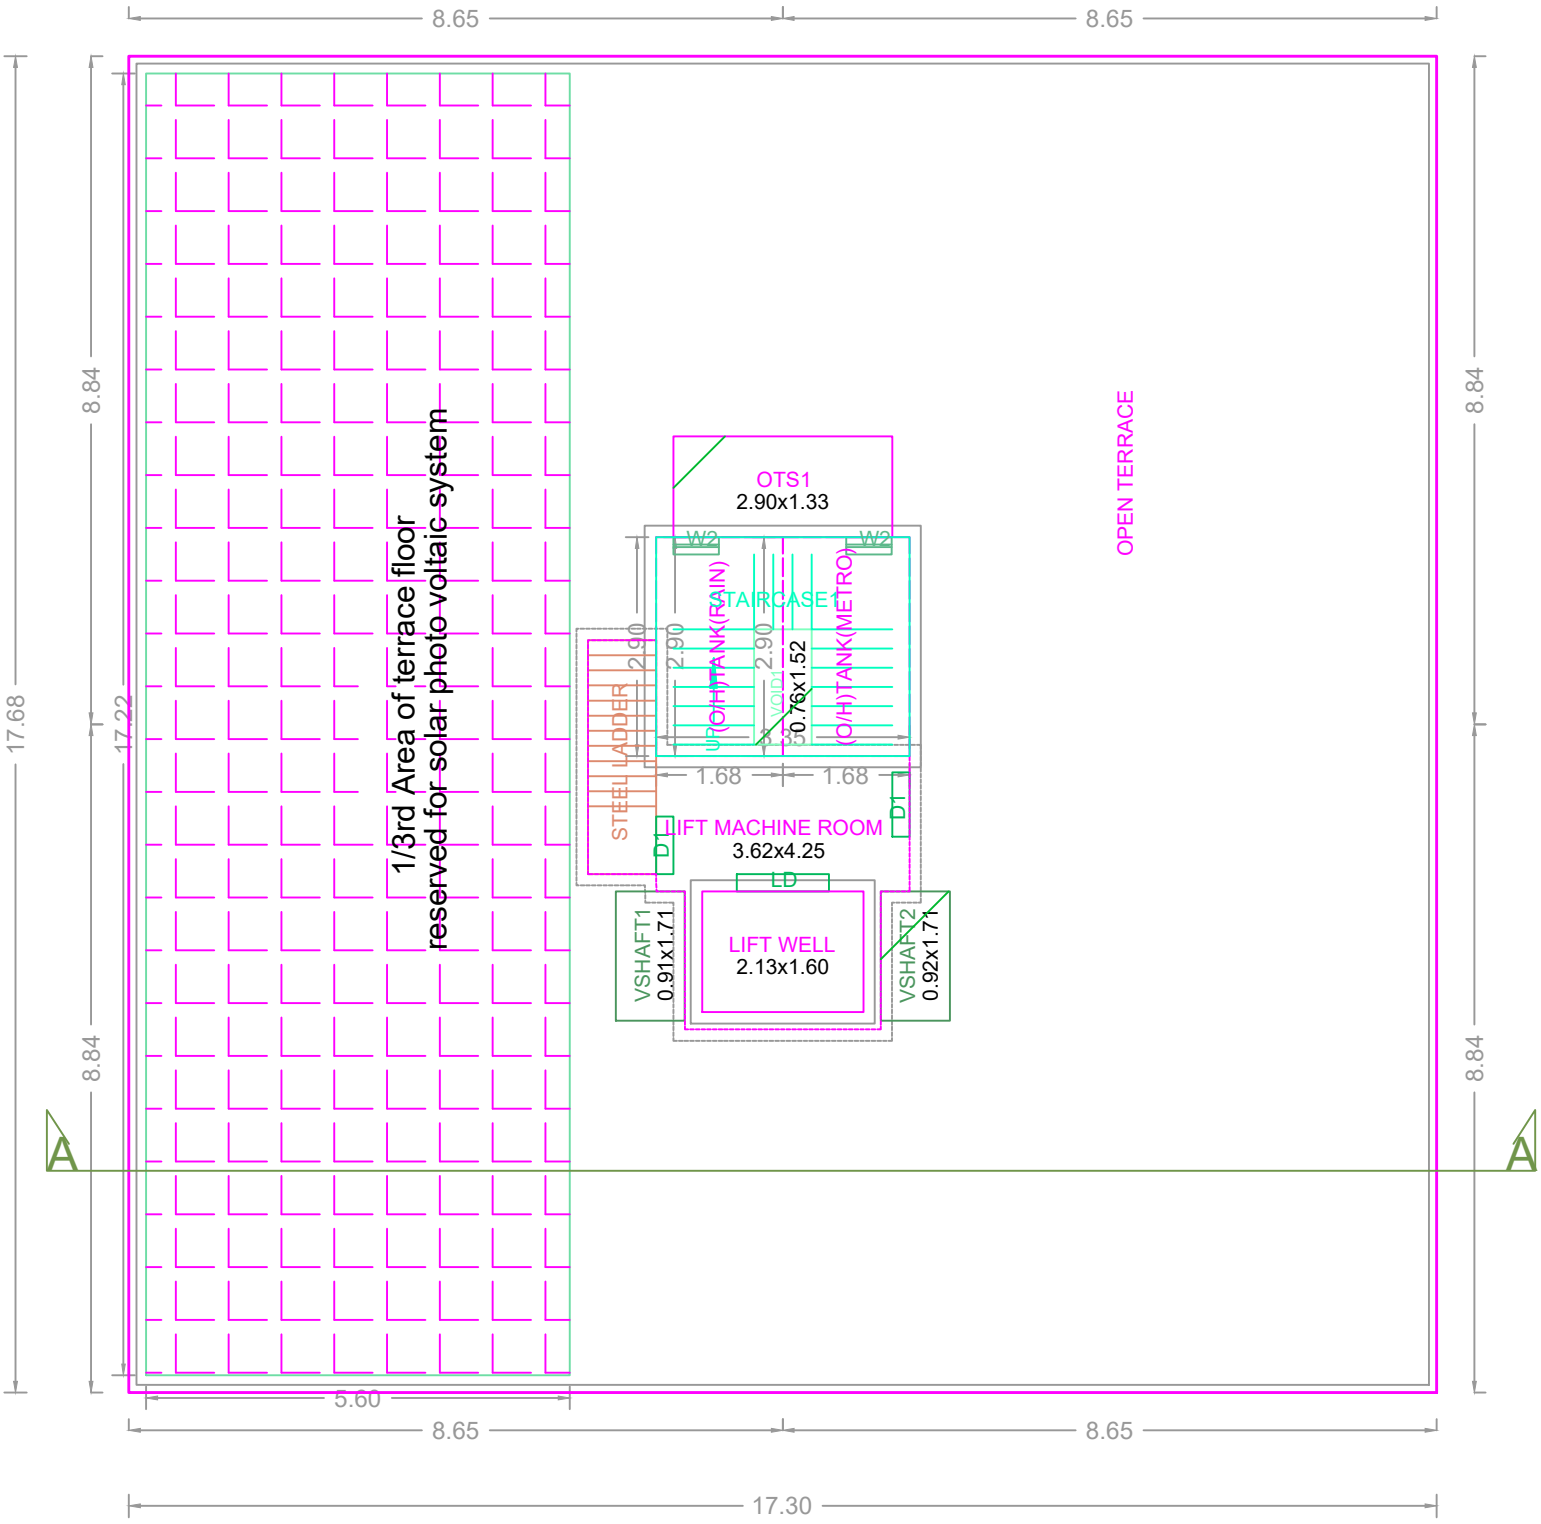 8.65
8.65
17.68
8.84
17.22
8.84
8.84
8.84
1/3rd Area of terrace floor
reserved for solar photo voltaic system
OPEN TERRACE
OTS1
2.90x1.33
W2
W2
STAIRCASE1
(O/H)TANK(RAIN)
(O/H)TANK(METRO)
2.90
2.90
2.90
VOID1
0.76x1.52
UP
3.35
1.68
1.68
STEEL LADDER
D1
D1
LIFT MACHINE ROOM
3.62x4.25
LD
VSHAFT1
0.91x1.71
LIFT WELL
2.13x1.60
VSHAFT2
0.92x1.71
A
A
5.60
8.65
8.65
17.30